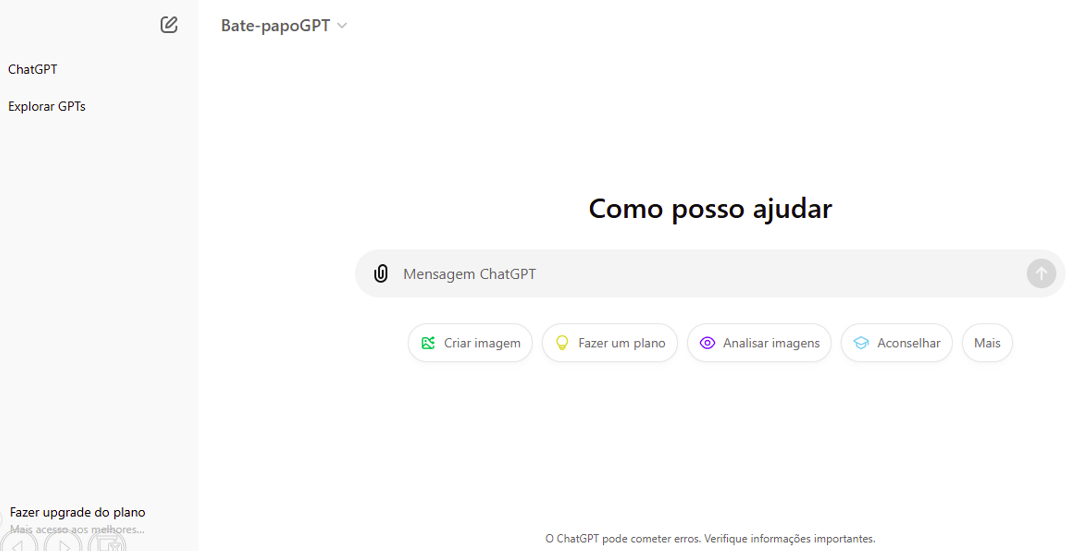 Bate-papoGPT
ChatGPT
Explorar GPTs
Como posso ajudar
Mensagem ChatGPT
Criar imagem
Fazer um plano
Analisar imagens
Aconselhar
Mais
Fazer upgrade do plano
Mais acesso aos melhores...
O ChatGPT pode cometer erros. Verifique informações importantes.